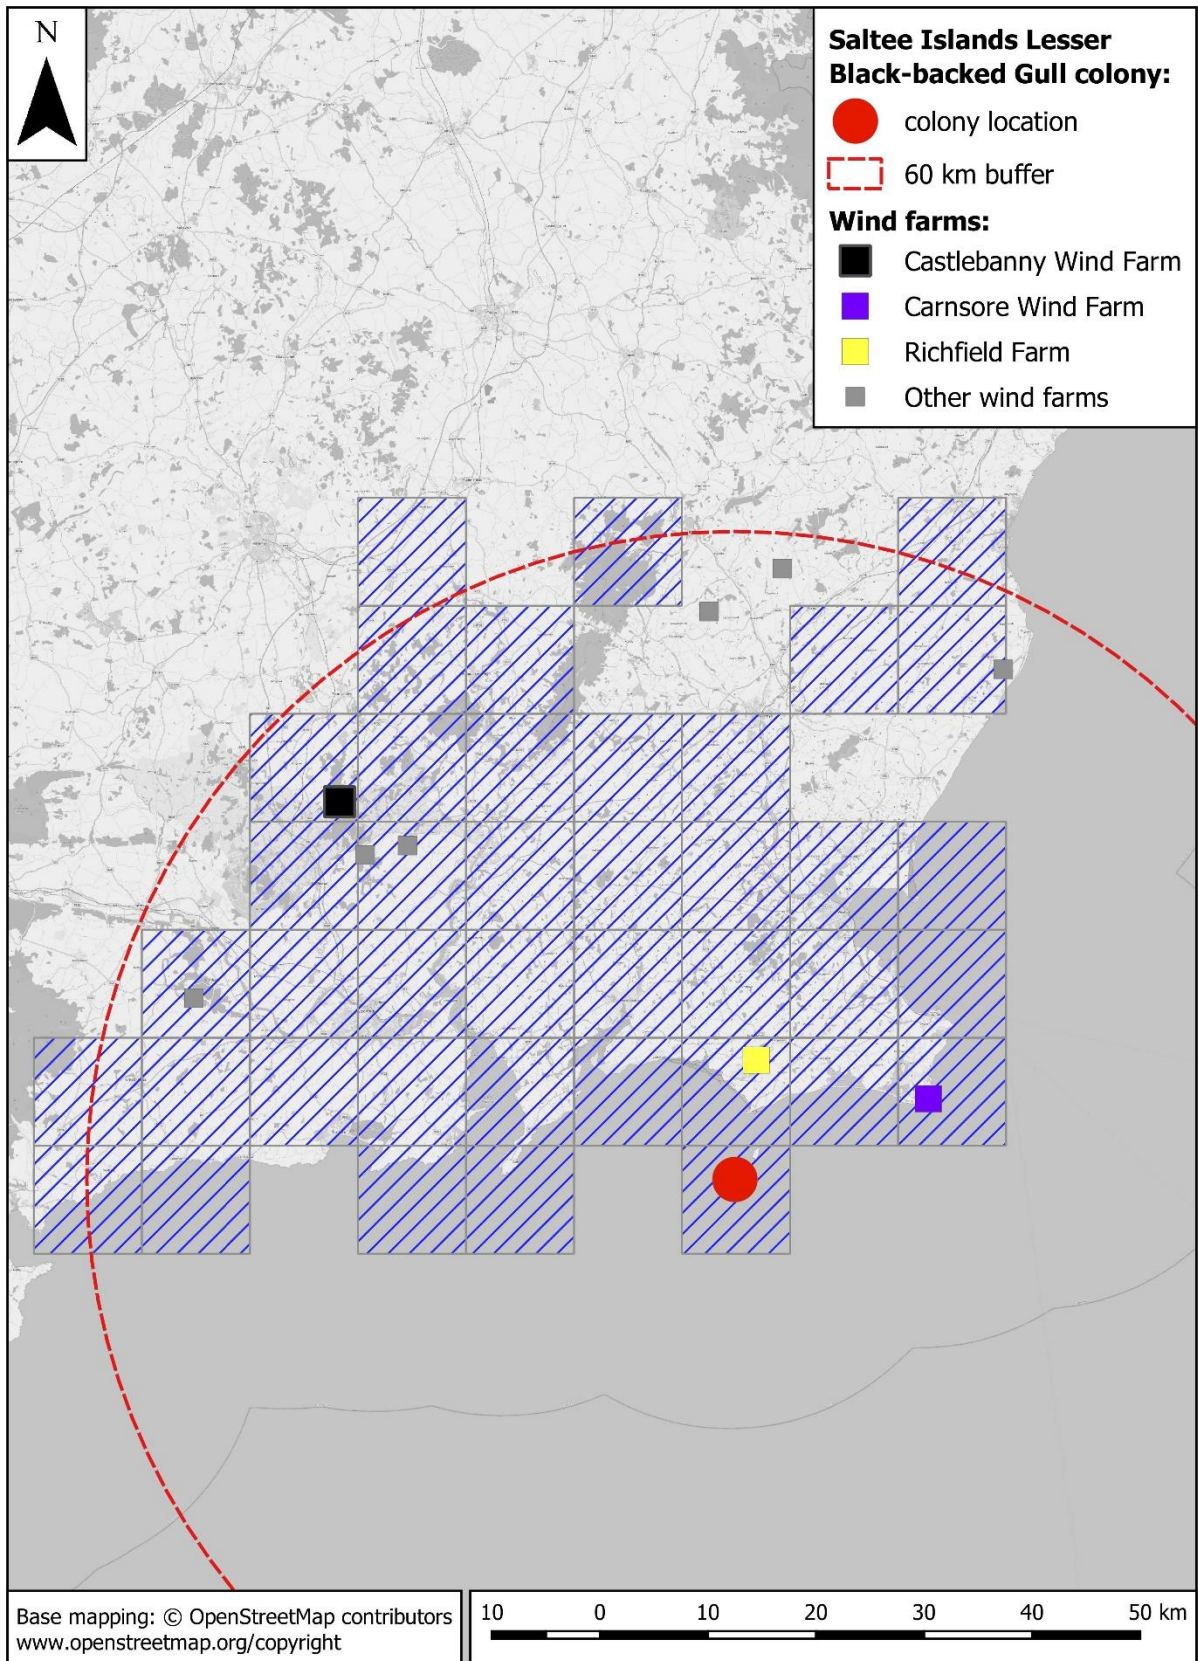 N
Saltee Islands Lesser
Black-backed Gull colony:
colony location
60 km buffer
Wind farms:
Castlebanny Wind Farm
Carnsore Wind Farm
Richfield Farm
Other wind farms
Base mapping: © OpenStreetMap contributors
www.openstreetmap.org/copyright
10 0 10 20 30 40 50 km